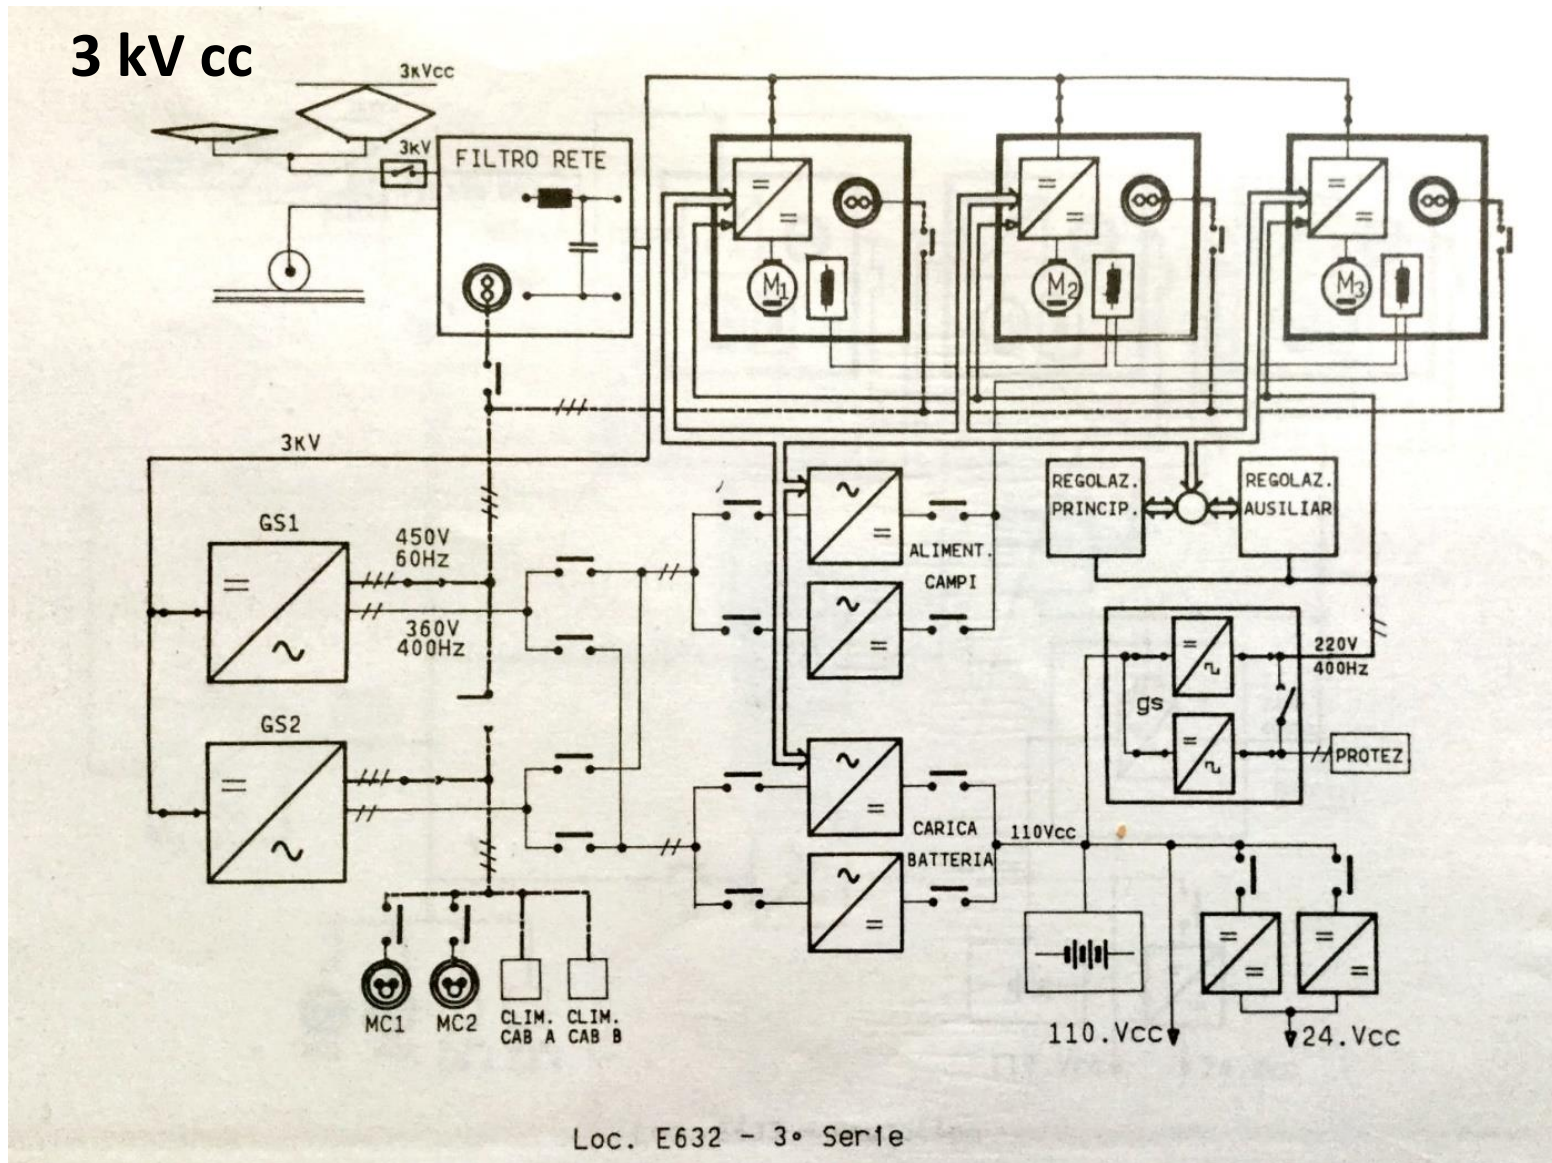 3 kV cc
3KVcc
3KV
FILTRO RETE
M1
M2
M3
3KV
REGOLAZ.
PRINCIP.
REGOLAZ.
AUSILIAR
GS1
450V
60Hz
360V
400Hz
ALIMENT.
CAMPI
GS2
gs
220V
400Hz
PROTEZ
CARICA
BATTERIA
110Vcc
MC1
MC2
CLIM.
CAB A
CLIM.
CAB B
110.Vcc
24.Vcc
Loc. E632 - 3° Serie